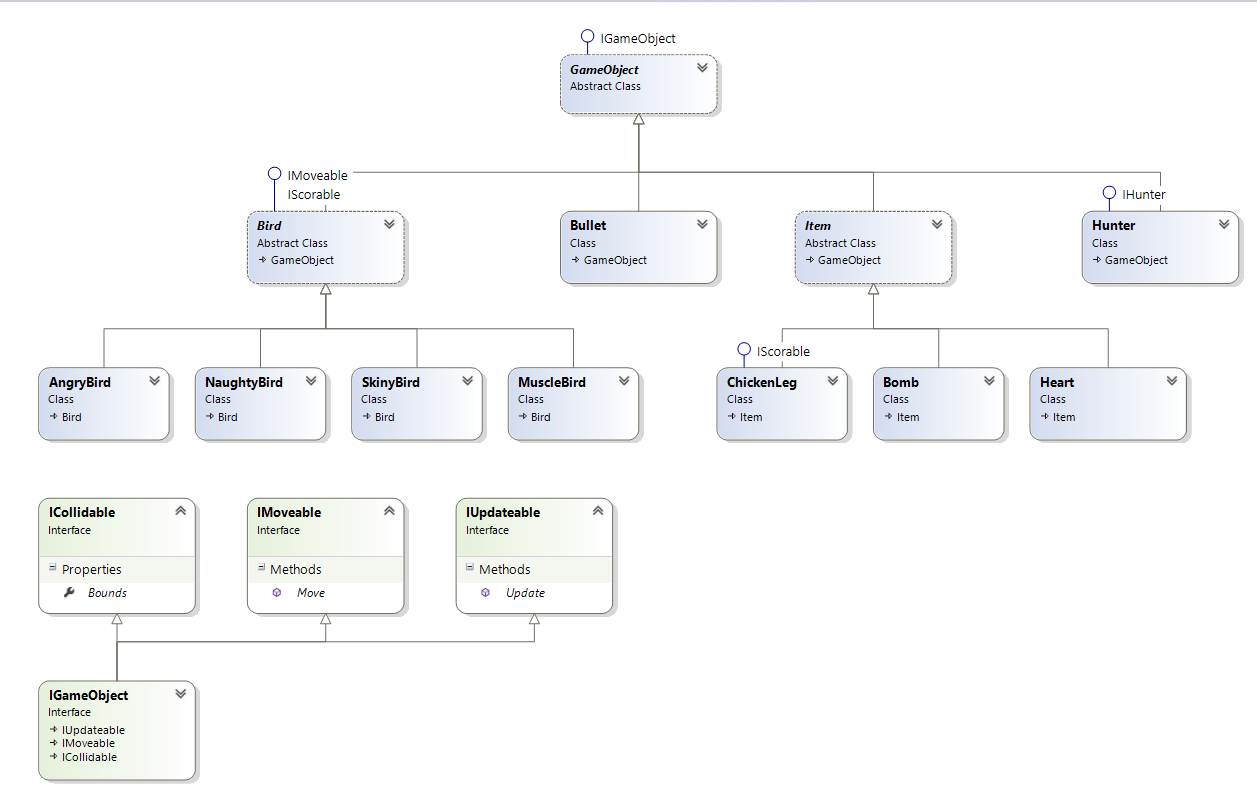 IGameObject
GameObject
Abstract Class
IMoveable
IScorable
Bird
Abstract Class
GameObject
Bullet
Class
GameObject
Item
Abstract Class
GameObject
IHunter
Hunter
Class
GameObject
AngryBird
Class
Bird
NaughtyBird
Class
Bird
SkinyBird
Class
Bird
MuscleBird
Class
Bird
IScorable
ChickenLeg
Class
Item
Bomb
Class
Item
Heart
Class
Item
ICollidable
Interface
Properties
Bounds
IMoveable
Interface
Methods
Move
IUpdateable
Interface
Methods
Update
IGameObject
Interface
IUpdateable
IMoveable
ICollidable